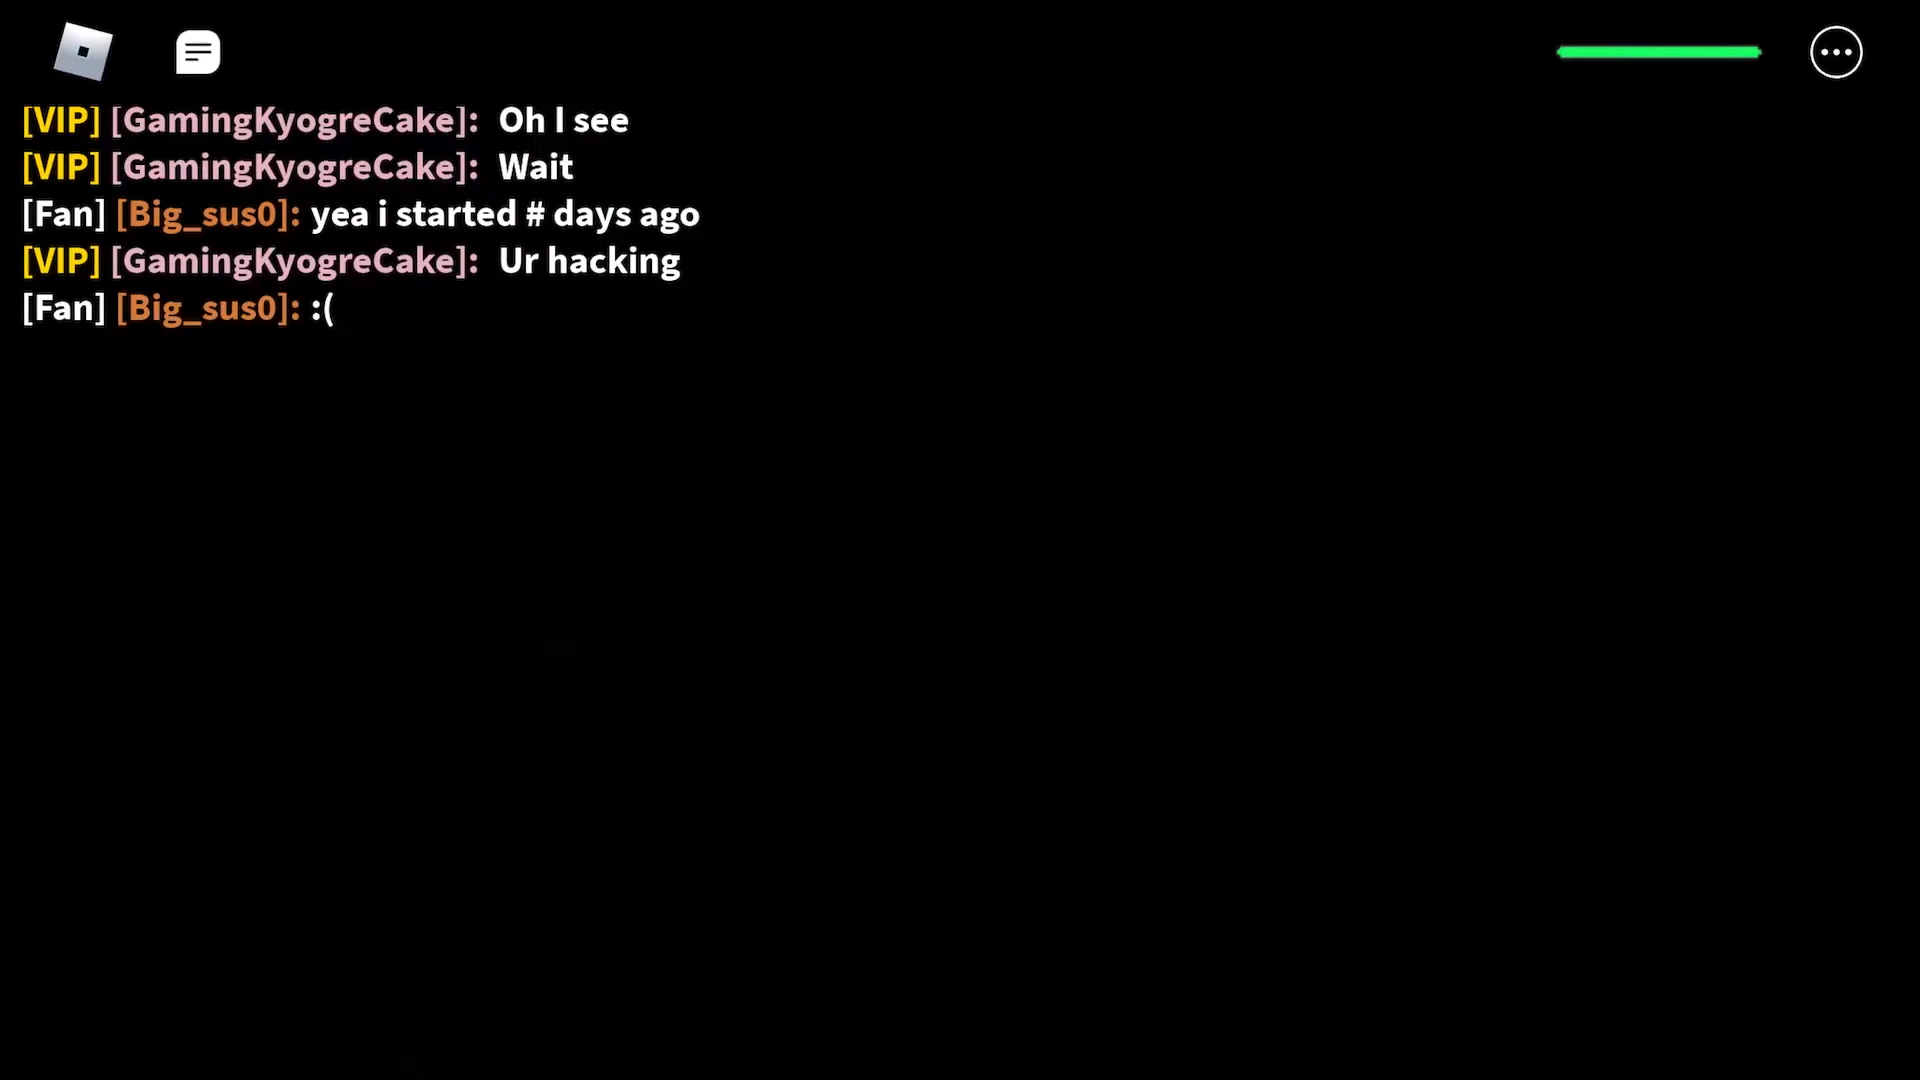 [VIP] [GamingKyogreCake]: Oh I see
[VIP] [GamingKyogreCake]: Wait
[Fan] [Big_sus0]: yea i started # days ago
[VIP] [GamingKyogreCake]: Ur hacking
[Fan] [Big_sus0]: :(